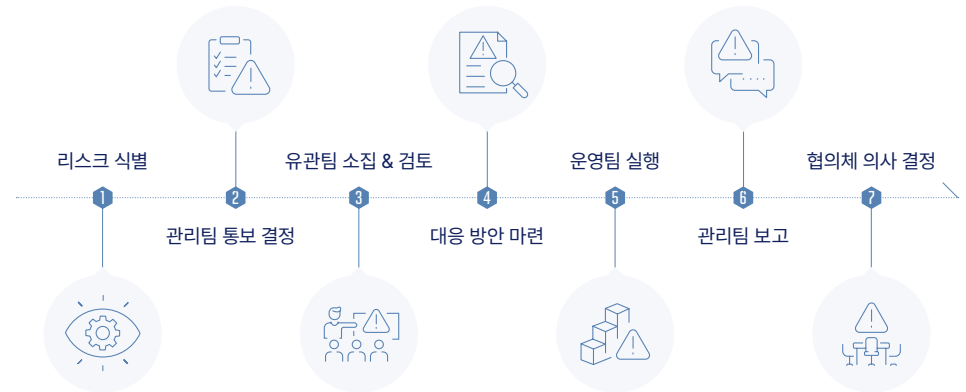 리스크 식별
1
관리팀 통보 결정
2
유관팀 소집 & 검토
3
대응 방안 마련
4
운영팀 실행
5
관리팀 보고
6
협의체 의사 결정
7